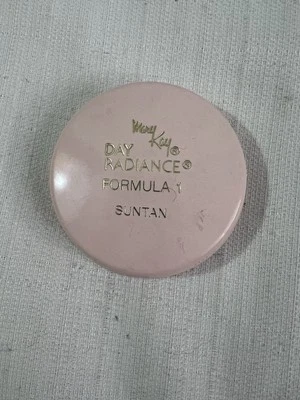 Mary
Kay®
DAY
RADIANCE®
FORMULA 1
SUNTAN